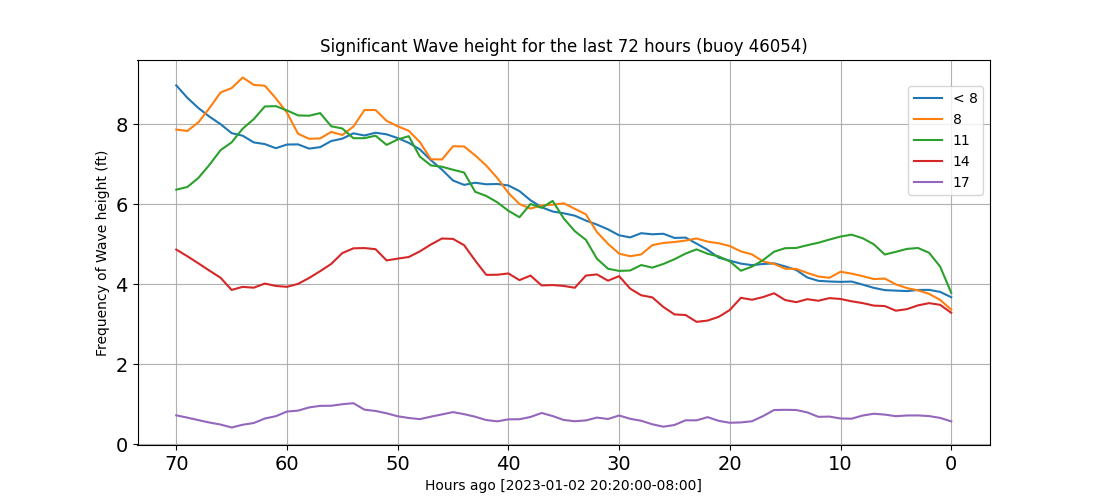 Significant Wave height for the last 72 hours (buoy 46054)
Frequency of Wave height (ft)
8
6
4
2
0
< 8
8
11
14
17
70 60 50 40 30 20 10 0
Hours ago [2023-01-02 20:20:00-08:00]